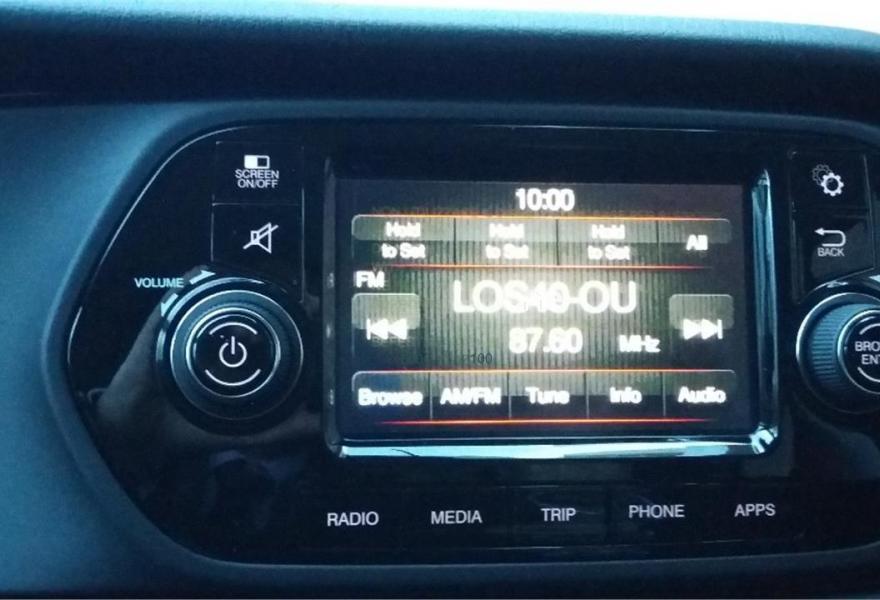 SCREEN
ON/OFF
10:00
Hold
to Set
Hold
to Set
Hold
to Set
All
BACK
VOLUME
FM
LOS40-OU
87.60 MHz
100
Browse AM/FM Tune Info Audio
RADIO MEDIA TRIP PHONE APPS